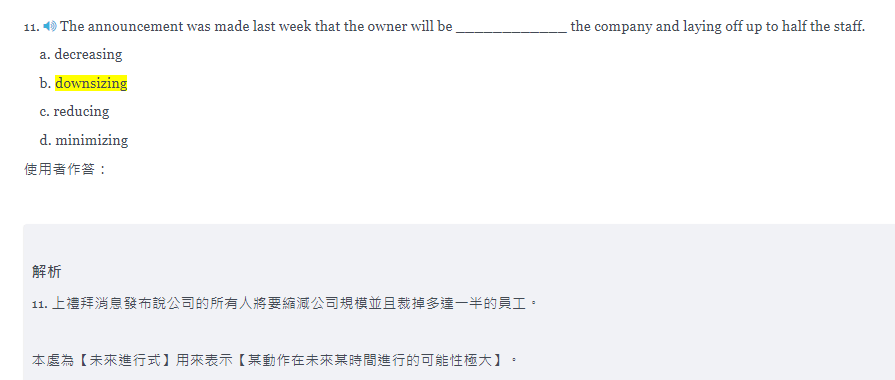 11. The announcement was made last week that the owner will be _____________ the company and laying off up to half the staff.
a. decreasing
b. downsizing
c. reducing
d. minimizing
使用者作答：
解析
11. 上禮拜消息發布說公司的所有人將要縮減公司規模並且裁掉多達一半的員工。
本處為【未來進行式】用來表示【某動作在未來某時間進行的可能性極大】。